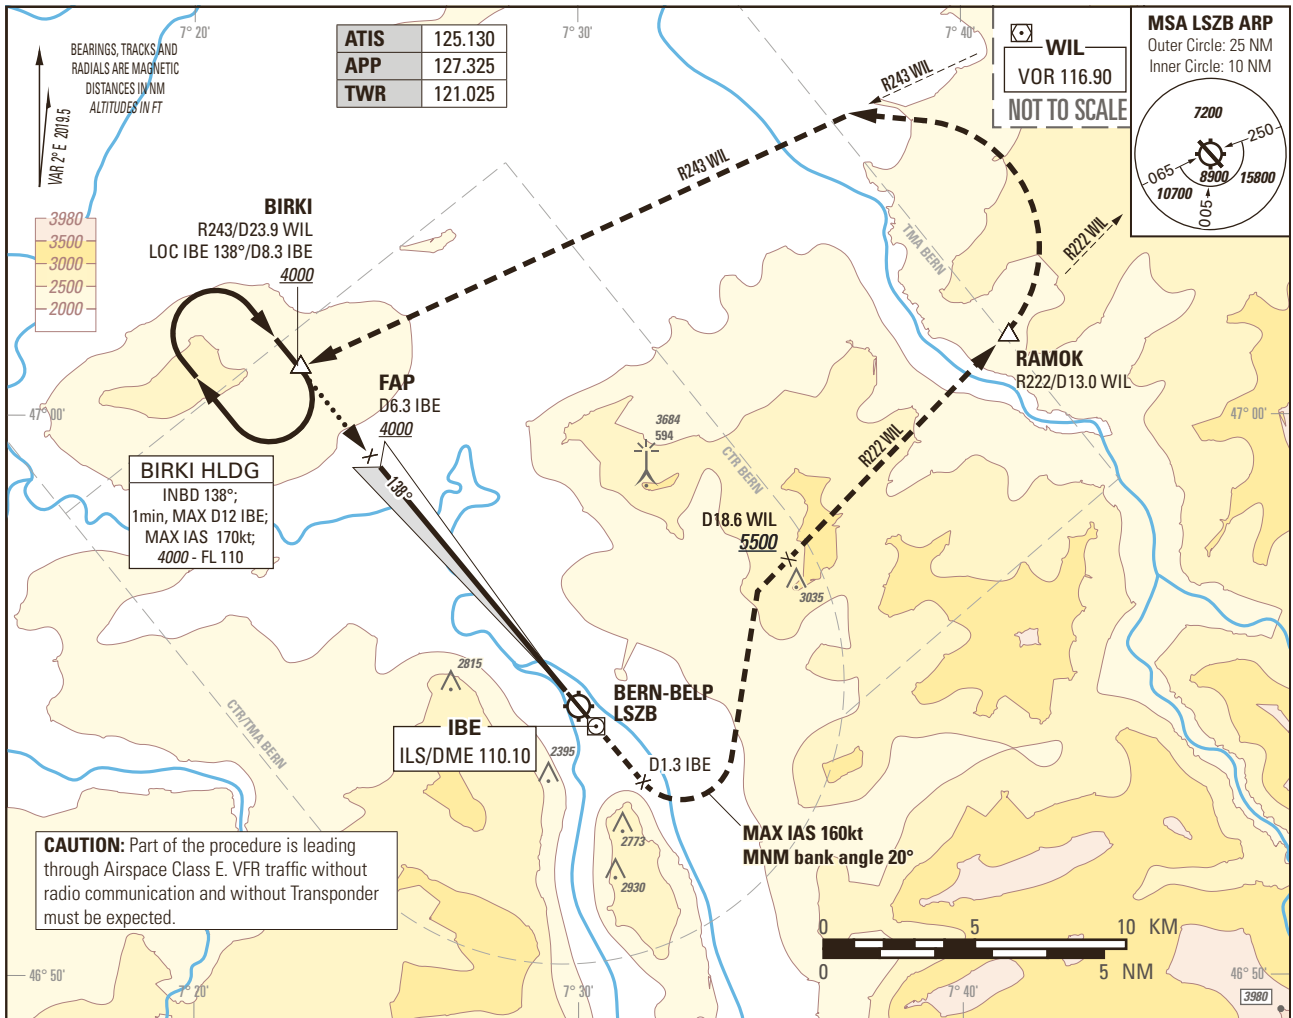 7° 20'
7° 30'
7° 40'
BEARINGS, TRACKS AND
RADIALS ARE MAGNETIC
DISTANCES IN NM
ALTITUDES IN FT
VAR 2° E 2019.5
ATIS 125.130
APP 127.325
TWR 121.025
WIL
VOR 116.90
NOT TO SCALE
MSA LSZB ARP
Outer Circle: 25 NM
Inner Circle: 10 NM
7200
250
065
8900
15800
10700
005
R243 WIL
R243 WIL
TMA BERN
R222 WIL
3980
3500
3000
2500
2000
BIRKI
R243/D23.9 WIL
LOC IBE 138°/D8.3 IBE
4000
RAMOK
R222/D13.0 WIL
FAP
D6.3 IBE
4000
47° 00'
47° 00'
3684
594
R222 WIL
CTR BERN
BIRKI HLDG
INBD 138°;
1min, MAX D12 IBE;
MAX IAS 170kt;
4000 - FL 110
138°
D18.6 WIL
5500
3035
2815
BERN-BELP
LSZB
CTR/TMA BERN
IBE
ILS/DME 110.10
2395
D1.3 IBE
MAX IAS 160kt
MNM bank angle 20°
2773
2930
CAUTION: Part of the procedure is leading
through Airspace Class E. VFR traffic without
radio communication and without Transponder
must be expected.
0 5 10 KM
0 5 NM
46° 50'
46° 50'
7° 20'
7° 30'
7° 40'
3980